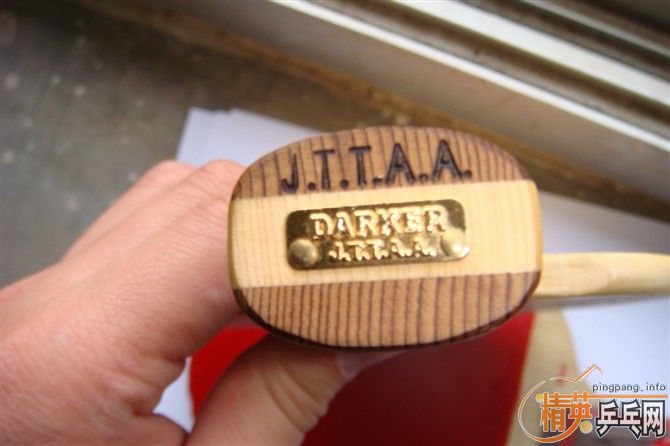 J.T.T.A.A.
DARKER
J.T.T.A.A.
pingpang_info
精英乒乓网